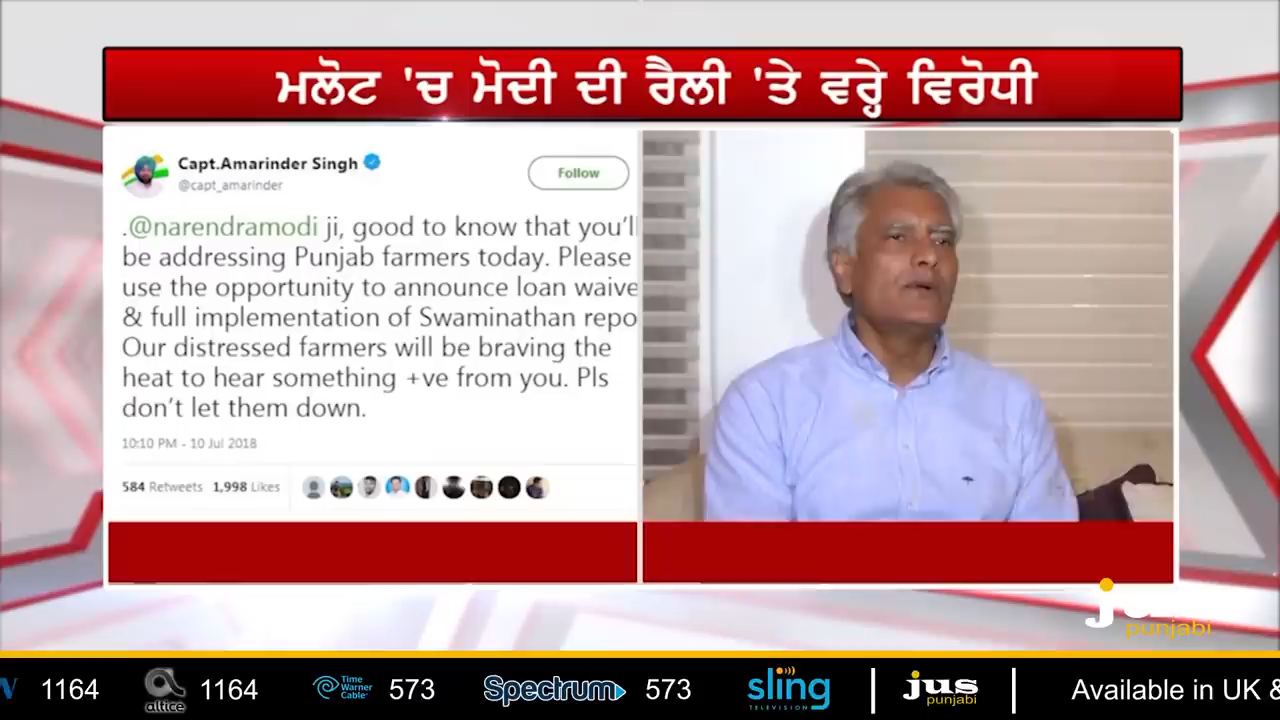 ਮਲੋਟ 'ਚ ਮੋਦੀ ਦੀ ਰੈਲੀ 'ਤੇ ਵਰ੍ਹੇ ਵਿਰੋਧੀ
Capt.Amarinder Singh
@capt_amarinder
Follow
.@narendramodi ji, good to know that you'll
be addressing Punjab farmers today. Please
use the opportunity to announce loan waive
& full implementation of Swaminathan repo
Our distressed farmers will be braving the
heat to hear something +ve from you. Pls
don't let them down.
10:10 PM - 10 Jul 2018
584 Retweets 1,998 Likes
punjabi
1164 altice 1164 Time Warner Cable 573 Spectrum 573 sling TELEVISION jus punjabi Available in UK &